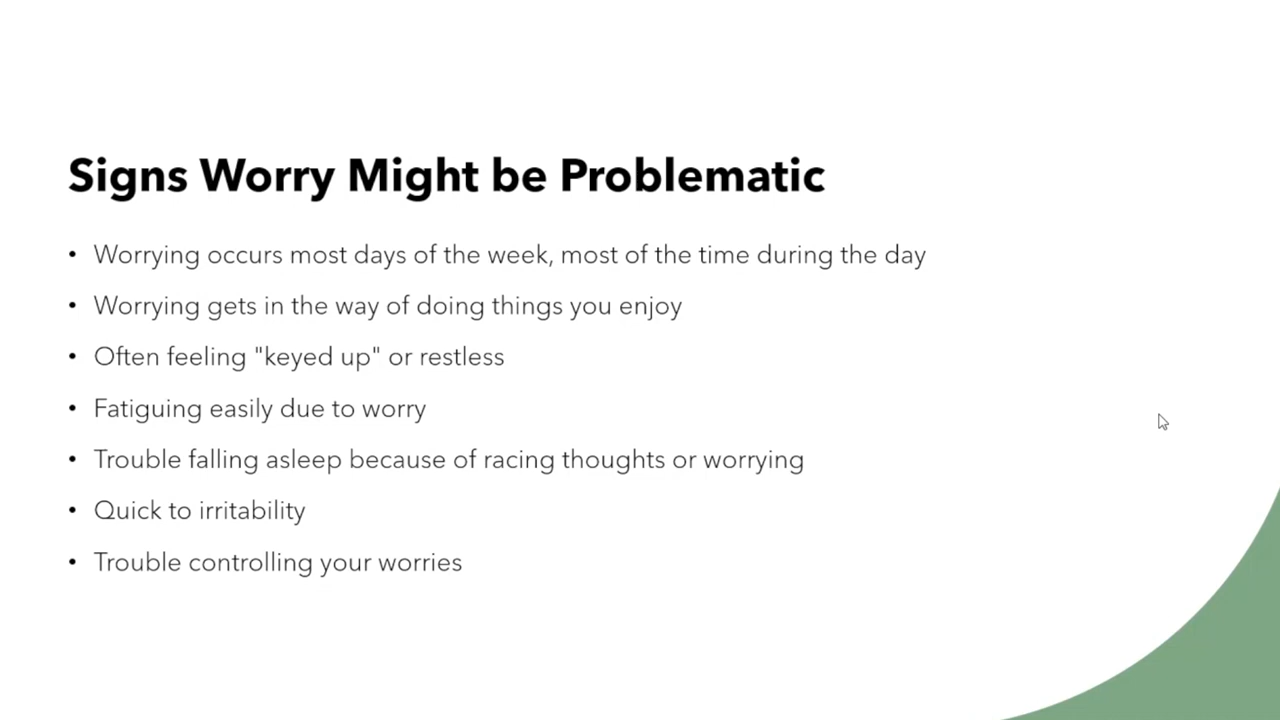 Signs Worry Might be Problematic
• Worrying occurs most days of the week, most of the time during the day
• Worrying gets in the way of doing things you enjoy
• Often feeling "keyed up" or restless
• Fatiguing easily due to worry
• Trouble falling asleep because of racing thoughts or worrying
• Quick to irritability
• Trouble controlling your worries